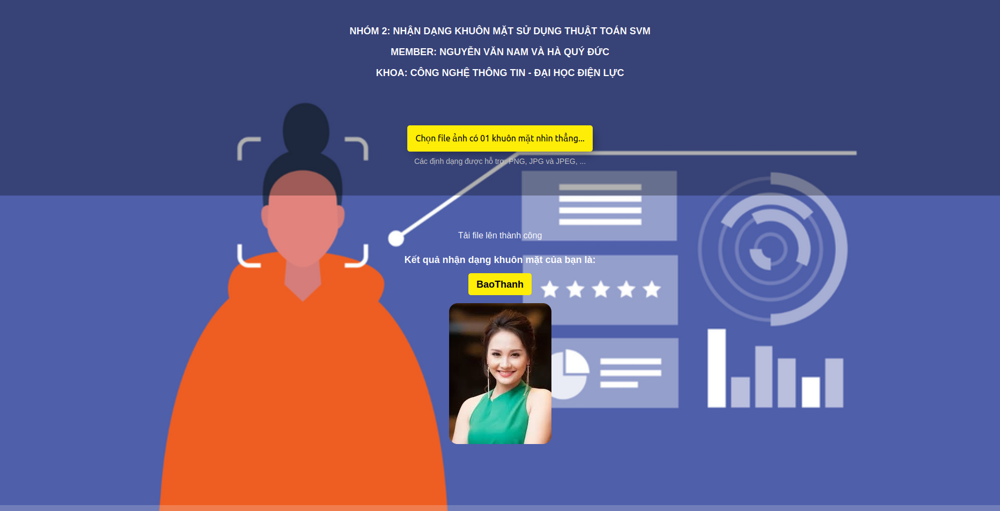 NHÓM 2: NHẬN DẠNG KHUÔN MẶT SỬ DỤNG THUẬT TOÁN SVM
MEMBER: NGUYỄN VĂN NAM VÀ HÀ QUÝ ĐỨC
KHOA: CÔNG NGHỆ THÔNG TIN - ĐẠI HỌC ĐIỆN LỰC
Chọn file ảnh có 01 khuôn mặt nhìn thẳng...
Các định dạng được hỗ trợ: PNG, JPG và JPEG, ...
Tải file lên thành công
Kết quả nhận dạng khuôn mặt của bạn là:
BaoThanh